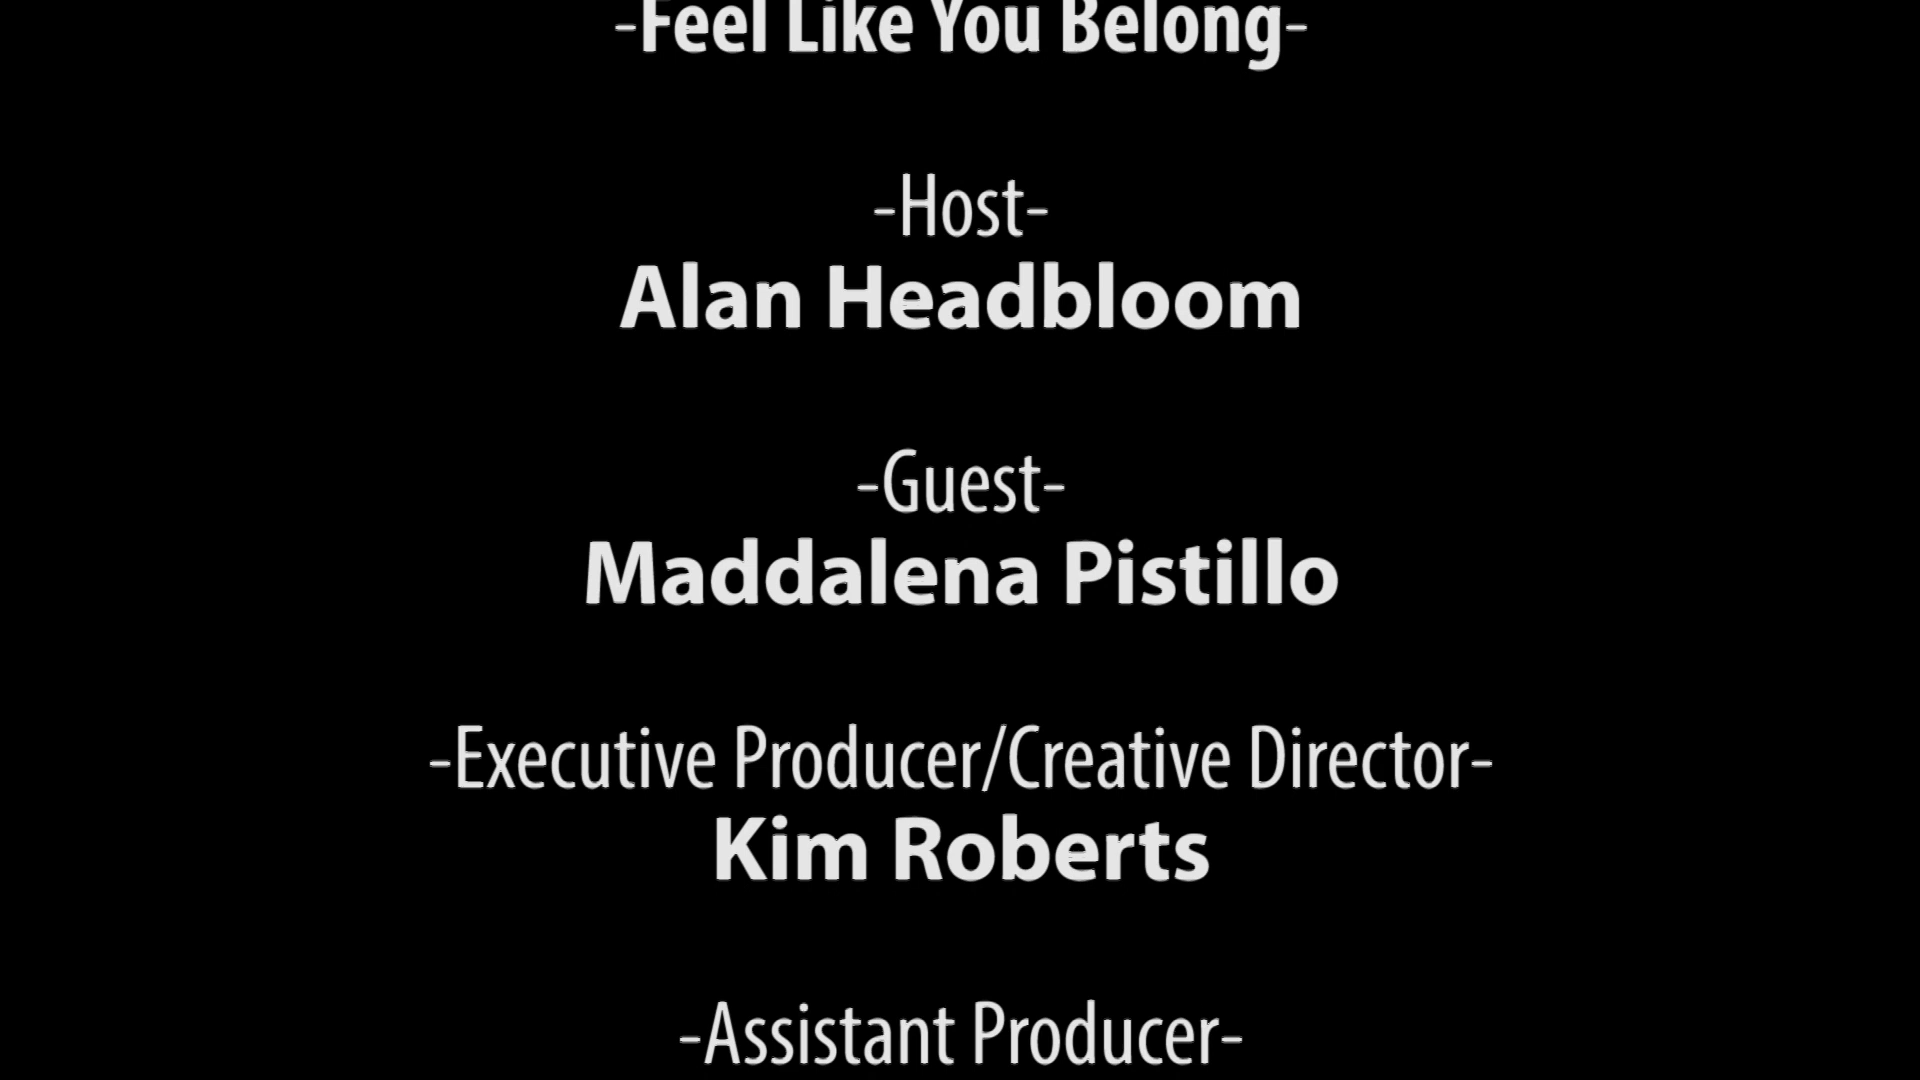 -Feel Like You Belong-
-Host-
Alan Headbloom
-Guest-
Maddalena Pistillo
-Executive Producer/Creative Director-
Kim Roberts
-Assistant Producer-